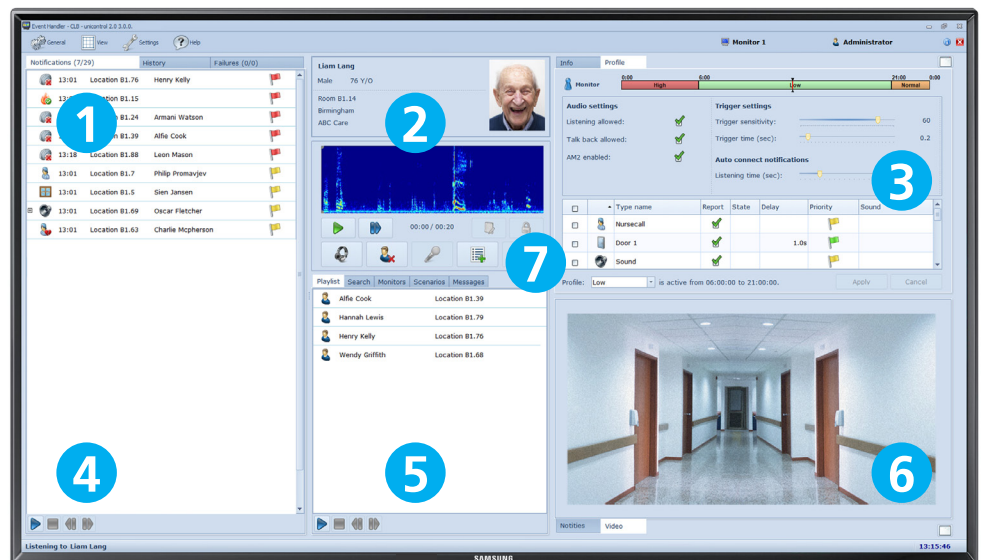 Event Handler - CLB - unicontrol 2.0 3.0.0.
General View Settings Help Monitor 1 Administrator
Notifications (7/29) History Failures (0/0)
13:01 Location B1.76 Henry Kelly
Location B1.15
B1.24 Armani Watson
B1.39 Alfie Cook
13:18 Location B1.88 Leon Mason
13:01 Location B1.7 Philip Promavjev
13:01 Location B1.5 Sien Jansen
13:01 Location B1.69 Oscar Fletcher
13:01 Location B1.63 Charlie Mcpherson
1
4
Liam Lang
Male 76 Y/O
Room B1.14
Birmingham
ABC Care
2
00:00 / 00:20
7
Playlist Search Monitors Scenarios Messages
Alfie Cook Location B1.39
Hannah Lewis Location B1.79
Henry Kelly Location B1.76
Wendy Griffith Location B1.68
5
Info Profile
Monitor 0:00 6:00 21:00 0:00
High Low Normal
Audio settings Trigger settings
Listening allowed: Trigger sensitivity: 60
Talk back allowed: Trigger time (sec): 0.2
AM2 enabled: Auto connect notifications
Listening time (sec):
3
Type name Report State Delay Priority Sound
Nursecall
Door 1 1.0s
Sound
Profile: Low is active from 06:00:00 to 21:00:00. Apply Cancel
6
Notities Video
Listening to Liam Lang 13:15:46
SAMSUNG